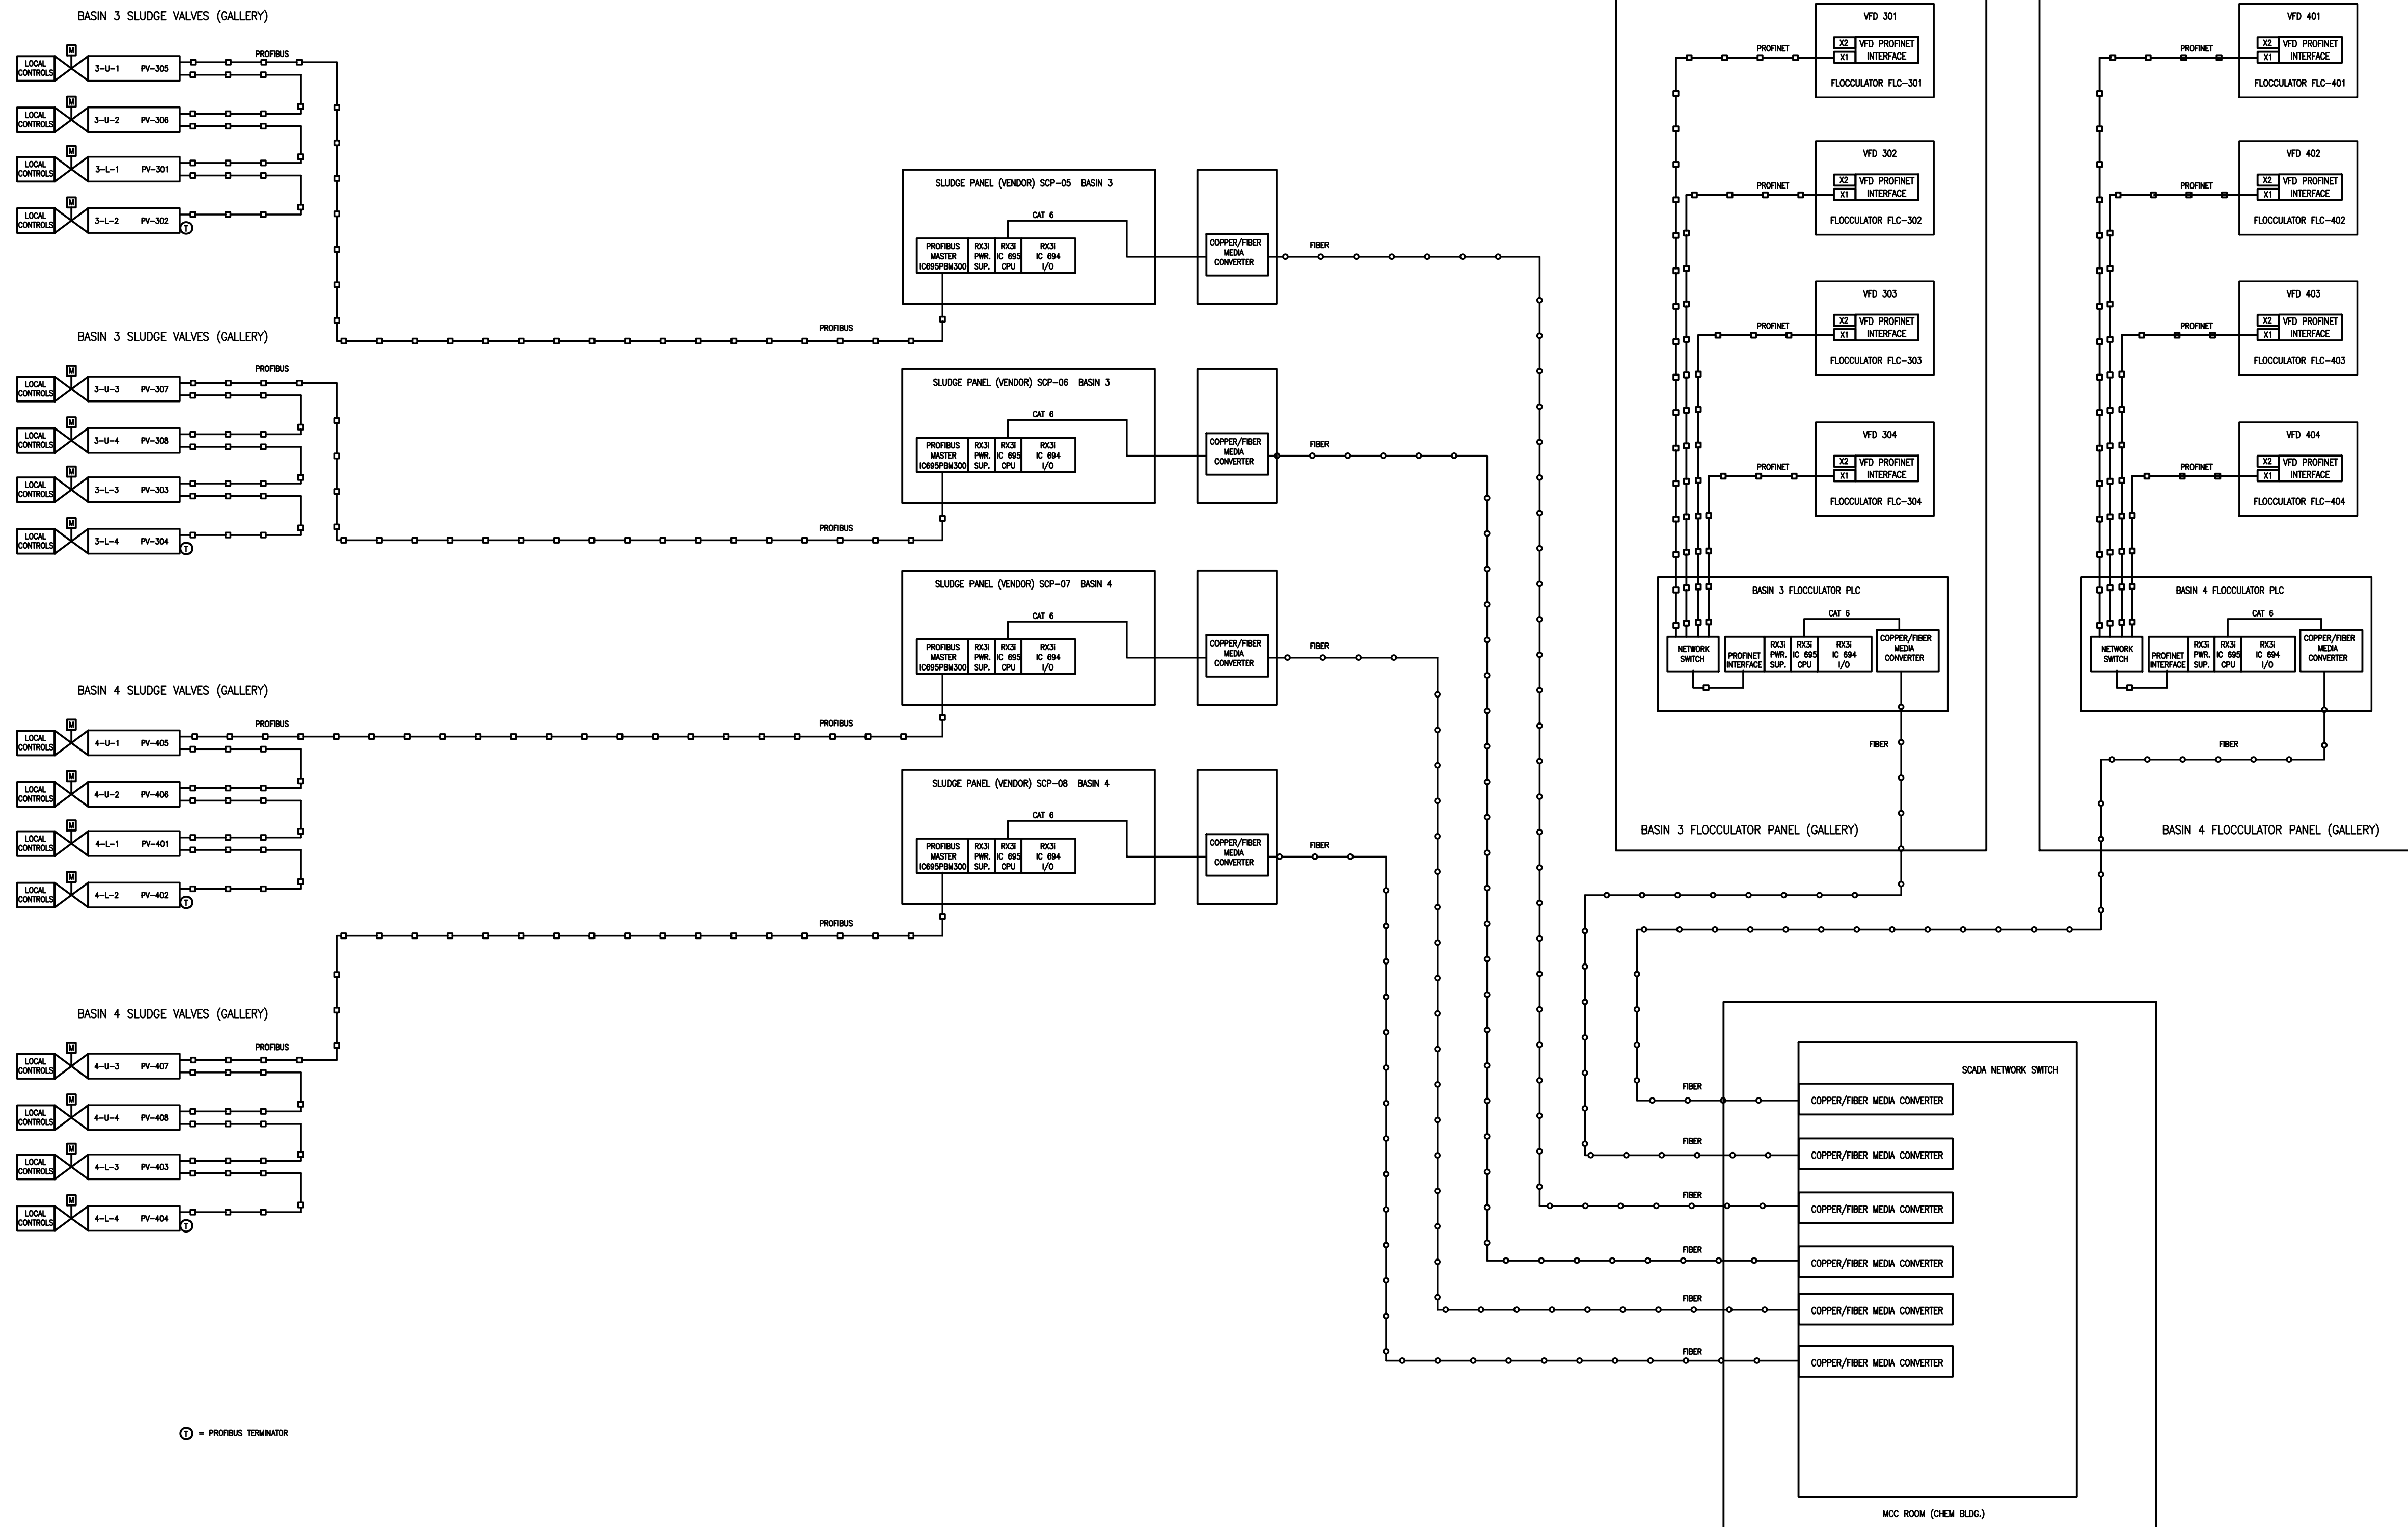 BASIN 3 SLUDGE VALVES (GALLERY)
PROFIBUS
M
LOCAL
CONTROLS
3-U-1 PV-305
M
LOCAL
CONTROLS
3-U-2 PV-306
M
LOCAL
CONTROLS
3-L-1 PV-301
M
LOCAL
CONTROLS
3-L-2 PV-302
T
PROFIBUS
BASIN 3 SLUDGE VALVES (GALLERY)
PROFIBUS
M
LOCAL
CONTROLS
3-U-3 PV-307
M
LOCAL
CONTROLS
3-U-4 PV-308
M
LOCAL
CONTROLS
3-L-3 PV-303
M
LOCAL
CONTROLS
3-L-4 PV-304
T
PROFIBUS
BASIN 4 SLUDGE VALVES (GALLERY)
PROFIBUS
PROFIBUS
M
LOCAL
CONTROLS
4-U-1 PV-405
M
LOCAL
CONTROLS
4-U-2 PV-406
M
LOCAL
CONTROLS
4-L-1 PV-401
M
LOCAL
CONTROLS
4-L-2 PV-402
T
PROFIBUS
BASIN 4 SLUDGE VALVES (GALLERY)
PROFIBUS
M
LOCAL
CONTROLS
4-U-3 PV-407
M
LOCAL
CONTROLS
4-U-4 PV-408
M
LOCAL
CONTROLS
4-L-3 PV-403
M
LOCAL
CONTROLS
4-L-4 PV-404
T
T = PROFIBUS TERMINATOR
SLUDGE PANEL (VENDOR) SCP-05 BASIN 3
CAT 6
PROFIBUS
MASTER
IC695PBM300
RX3i
PWR.
SUP.
RX3i
IC 695
CPU
RX3i
IC 694
I/O
COPPER/FIBER
MEDIA
CONVERTER
FIBER
SLUDGE PANEL (VENDOR) SCP-06 BASIN 3
CAT 6
PROFIBUS
MASTER
IC695PBM300
RX3i
PWR.
SUP.
RX3i
IC 695
CPU
RX3i
IC 694
I/O
COPPER/FIBER
MEDIA
CONVERTER
FIBER
SLUDGE PANEL (VENDOR) SCP-07 BASIN 4
CAT 6
PROFIBUS
MASTER
IC695PBM300
RX3i
PWR.
SUP.
RX3i
IC 695
CPU
RX3i
IC 694
I/O
COPPER/FIBER
MEDIA
CONVERTER
FIBER
SLUDGE PANEL (VENDOR) SCP-08 BASIN 4
CAT 6
PROFIBUS
MASTER
IC695PBM300
RX3i
PWR.
SUP.
RX3i
IC 695
CPU
RX3i
IC 694
I/O
COPPER/FIBER
MEDIA
CONVERTER
FIBER
VFD 301
PROFINET
X2
X1
VFD PROFINET
INTERFACE
FLOCCULATOR FLC-301
VFD 302
PROFINET
X2
X1
VFD PROFINET
INTERFACE
FLOCCULATOR FLC-302
VFD 303
PROFINET
X2
X1
VFD PROFINET
INTERFACE
FLOCCULATOR FLC-303
VFD 304
PROFINET
X2
X1
VFD PROFINET
INTERFACE
FLOCCULATOR FLC-304
BASIN 3 FLOCCULATOR PLC
CAT 6
NETWORK
SWITCH
PROFINET
INTERFACE
RX3i
PWR.
SUP.
RX3i
IC 695
CPU
RX3i
IC 694
I/O
COPPER/FIBER
MEDIA
CONVERTER
FIBER
BASIN 3 FLOCCULATOR PANEL (GALLERY)
VFD 401
PROFINET
X2
X1
VFD PROFINET
INTERFACE
FLOCCULATOR FLC-401
VFD 402
PROFINET
X2
X1
VFD PROFINET
INTERFACE
FLOCCULATOR FLC-402
VFD 403
PROFINET
X2
X1
VFD PROFINET
INTERFACE
FLOCCULATOR FLC-403
VFD 404
PROFINET
X2
X1
VFD PROFINET
INTERFACE
FLOCCULATOR FLC-404
BASIN 4 FLOCCULATOR PLC
CAT 6
NETWORK
SWITCH
PROFINET
INTERFACE
RX3i
PWR.
SUP.
RX3i
IC 695
CPU
RX3i
IC 694
I/O
COPPER/FIBER
MEDIA
CONVERTER
FIBER
BASIN 4 FLOCCULATOR PANEL (GALLERY)
SCADA NETWORK SWITCH
FIBER
COPPER/FIBER MEDIA CONVERTER
FIBER
COPPER/FIBER MEDIA CONVERTER
FIBER
COPPER/FIBER MEDIA CONVERTER
FIBER
COPPER/FIBER MEDIA CONVERTER
FIBER
COPPER/FIBER MEDIA CONVERTER
FIBER
COPPER/FIBER MEDIA CONVERTER
MCC ROOM (CHEM BLDG.)